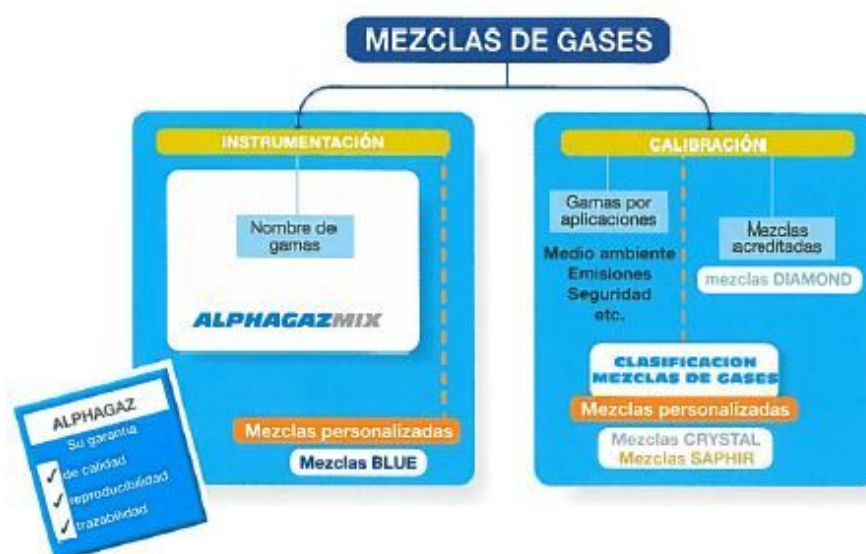 MEZCLAS DE GASES
INSTRUMENTACIÓN
Nombre de
gamas
ALPHAGAZMIX
Mezclas personalizadas
Mezclas BLUE
ALPHAGAZ
Su garantía
de calidad
reproducibilidad
trazabilidad
CALIBRACIÓN
Gamas por
aplicaciones
Medio ambiente
Emisiones
Seguridad
etc.
Mezclas
acreditadas
mezclas DIAMOND
CLASIFICACION
MEZCLAS DE GASES
Mezclas personalizadas
Mezclas CRYSTAL
Mezclas SAPHIR